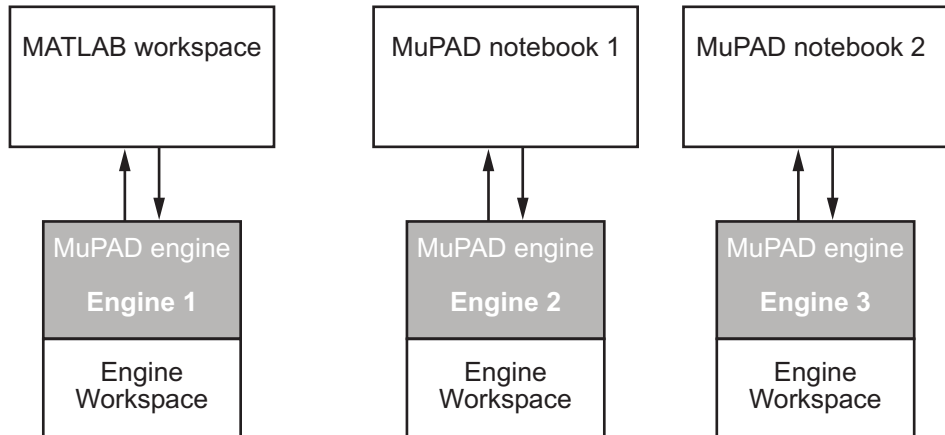 MATLAB workspace
MuPAD notebook 1
MuPAD notebook 2
MuPAD engine
Engine 1
MuPAD engine
Engine 2
MuPAD engine
Engine 3
Engine
Workspace
Engine
Workspace
Engine
Workspace